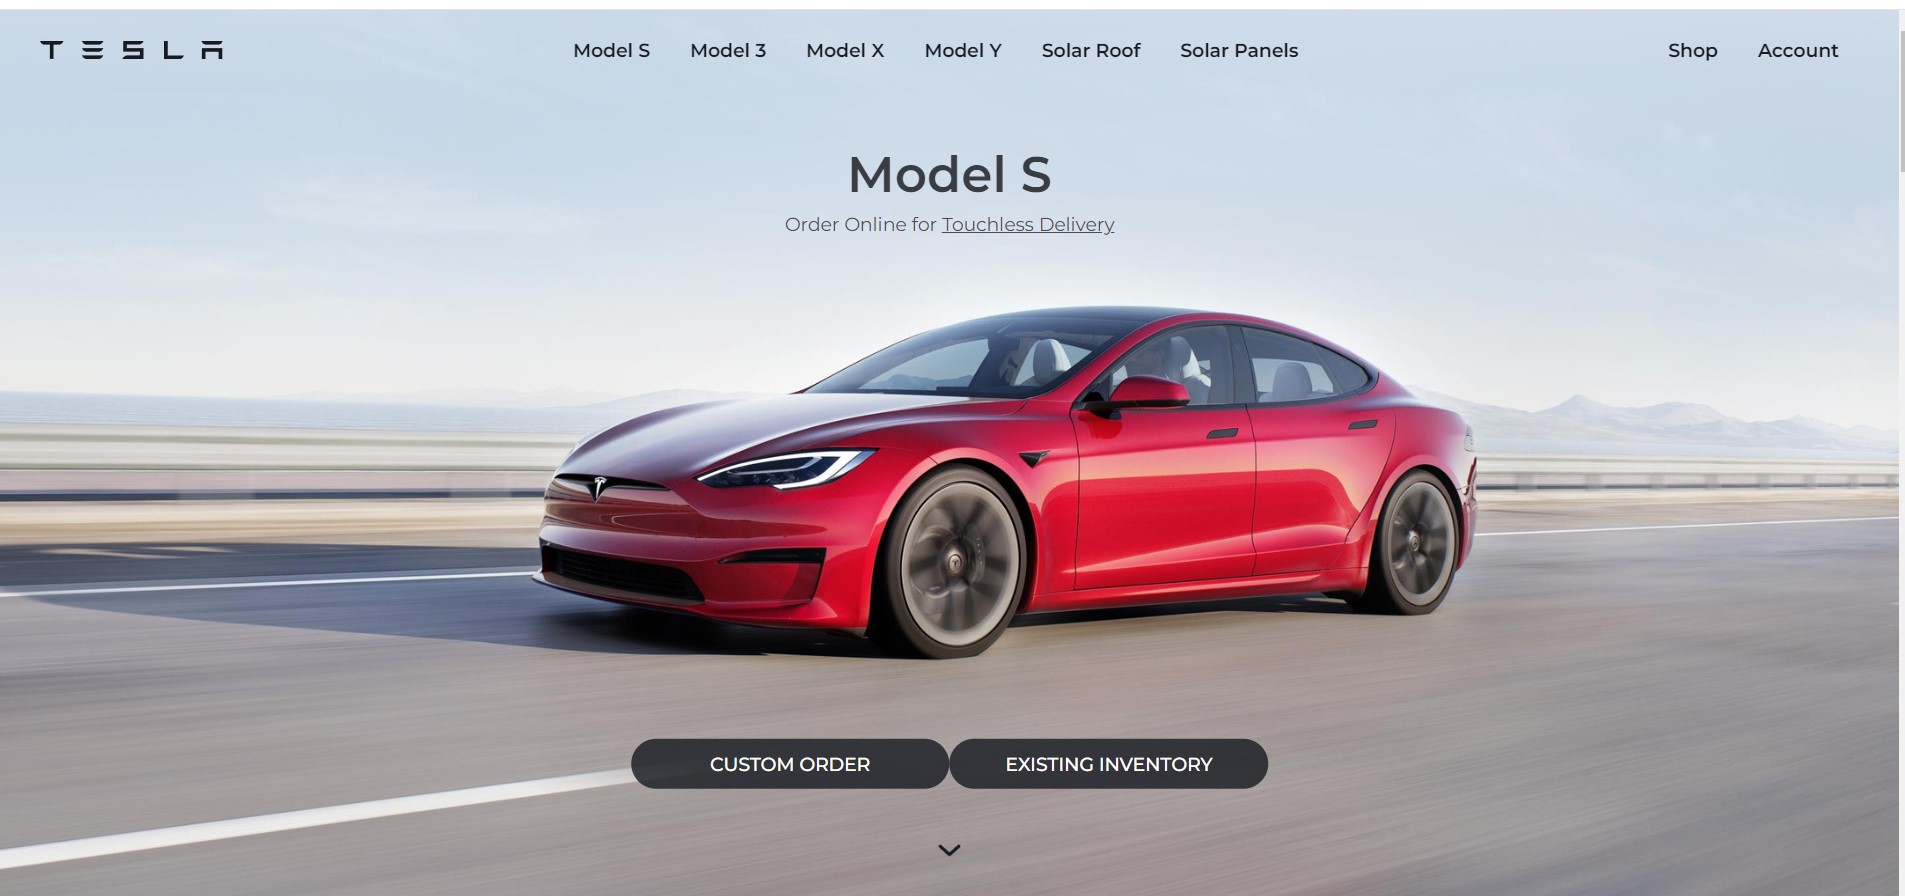 TESLA
Model S Model 3 Model X Model Y Solar Roof Solar Panels
Shop Account
Model S
Order Online for Touchless Delivery
CUSTOM ORDER
EXISTING INVENTORY